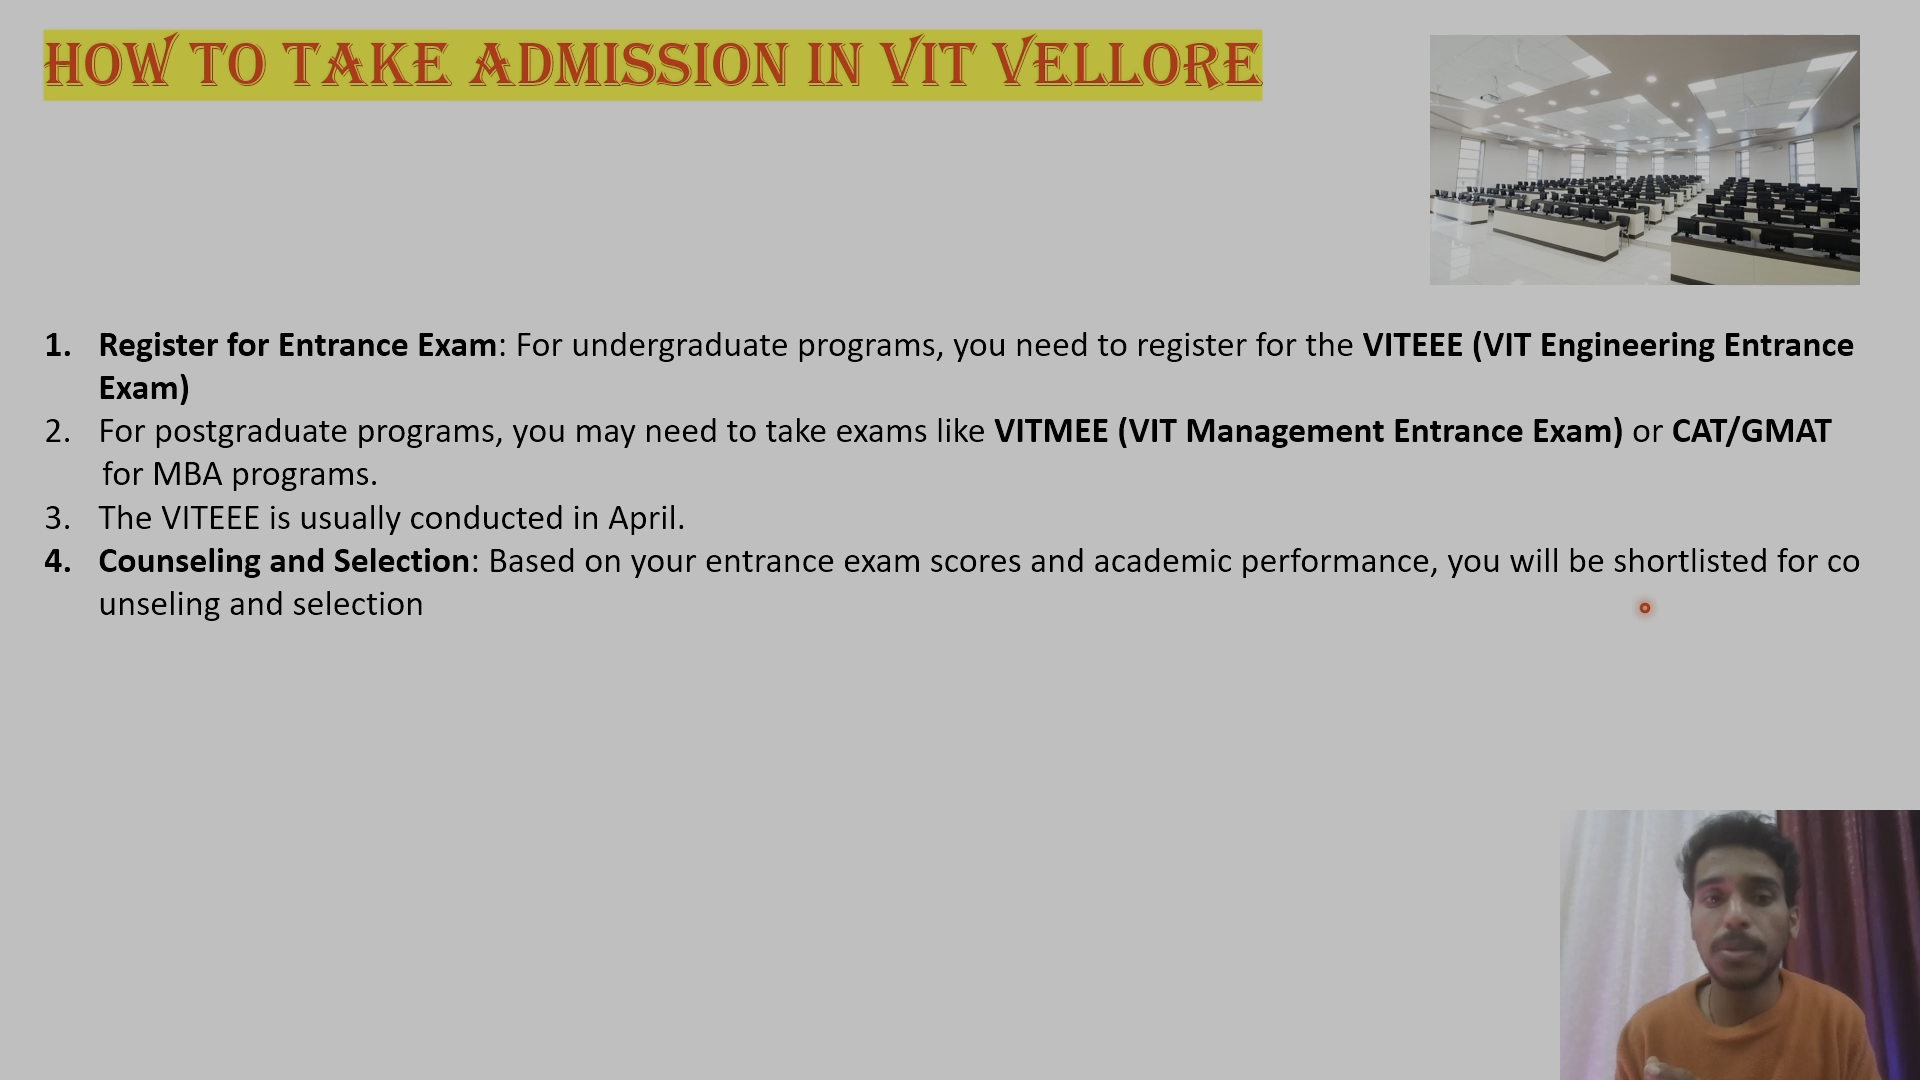 HOW TO TAKE ADMISSION IN VIT VELLORE
1. Register for Entrance Exam: For undergraduate programs, you need to register for the VITEEE (VIT Engineering Entrance
Exam)
2. For postgraduate programs, you may need to take exams like VITMEE (VIT Management Entrance Exam) or CAT/GMAT
for MBA programs.
3. The VITEEE is usually conducted in April.
4. Counseling and Selection: Based on your entrance exam scores and academic performance, you will be shortlisted for co
unseling and selection